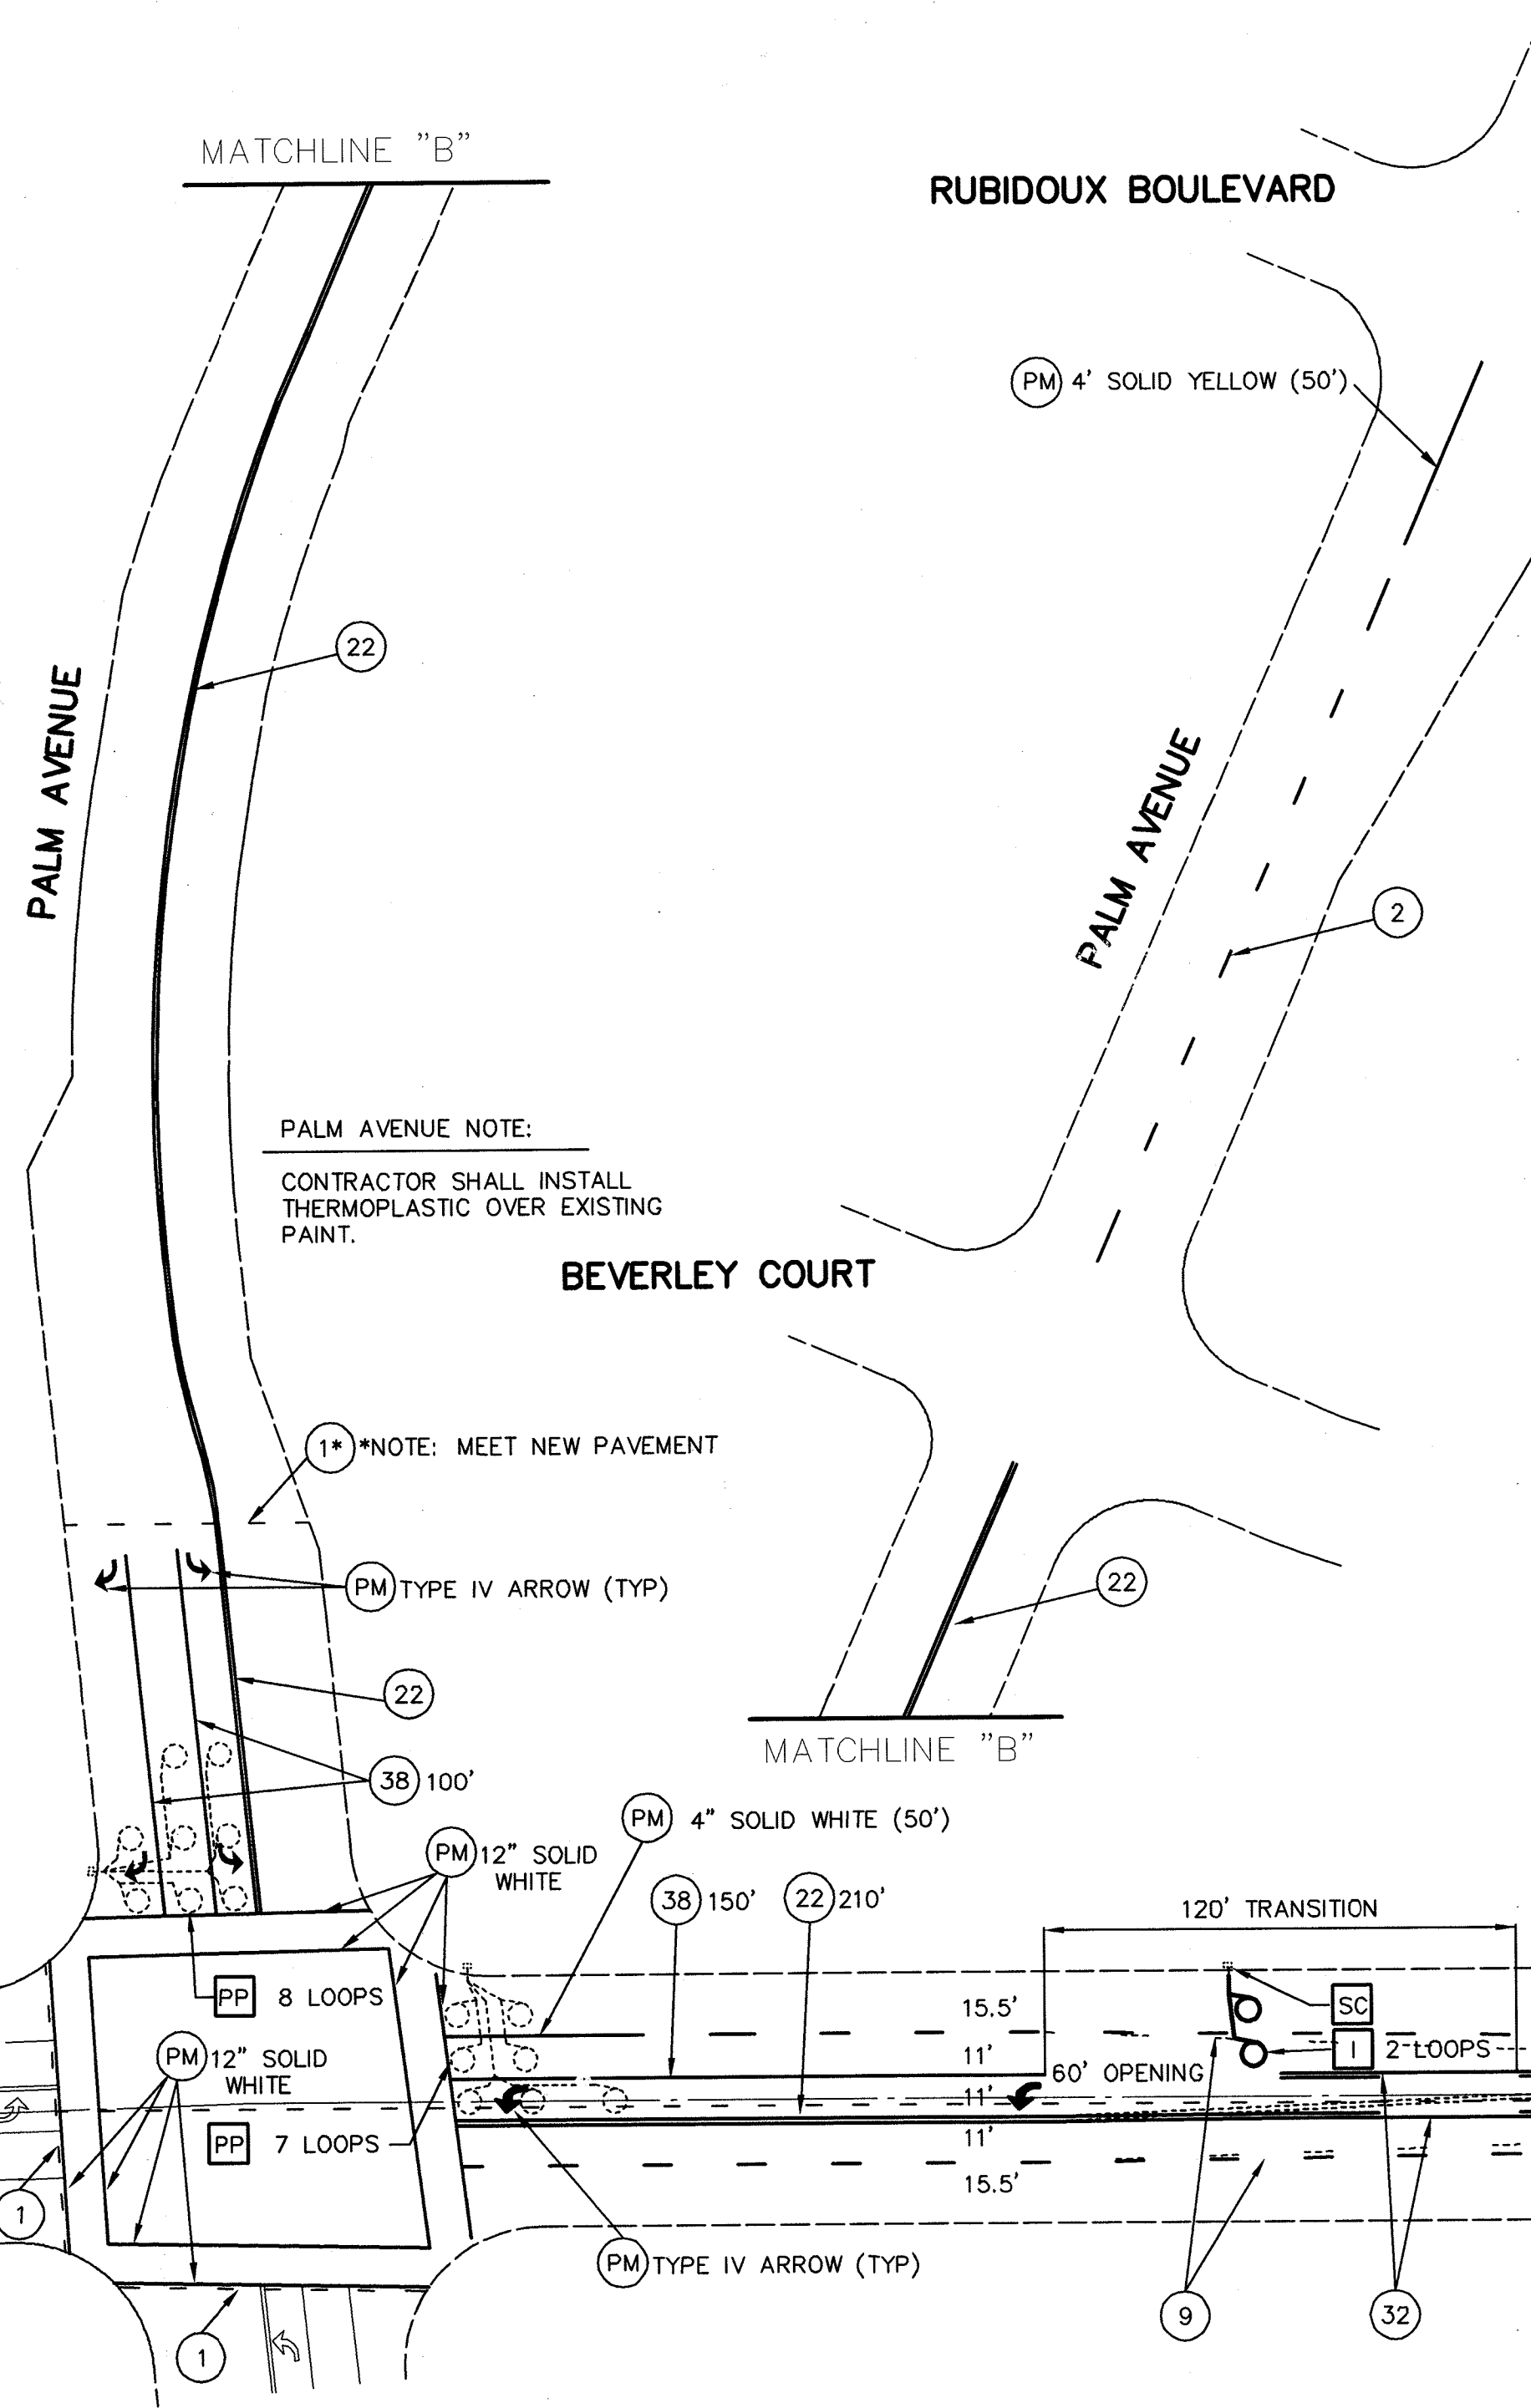 MATCHLINE "B"
RUBIDOUX BOULEVARD
PM 4' SOLID YELLOW (50')
22
PALM AVENUE
PALM AVENUE
2
PALM AVENUE NOTE:
CONTRACTOR SHALL INSTALL
THERMOPLASTIC OVER EXISTING
PAINT.
BEVERLEY COURT
1* *NOTE: MEET NEW PAVEMENT
PM TYPE IV ARROW (TYP)
22
22
MATCHLINE "B"
38 100'
PM 4" SOLID WHITE (50')
PM 12" SOLID
WHITE
38 150'
22 210'
120' TRANSITION
PP 8 LOOPS
15.5'
SC
PM 12" SOLID
WHITE
11'
I 2 LOOPS
60' OPENING
11'
PP 7 LOOPS
11'
15.5'
1
PM TYPE IV ARROW (TYP)
9
32
1